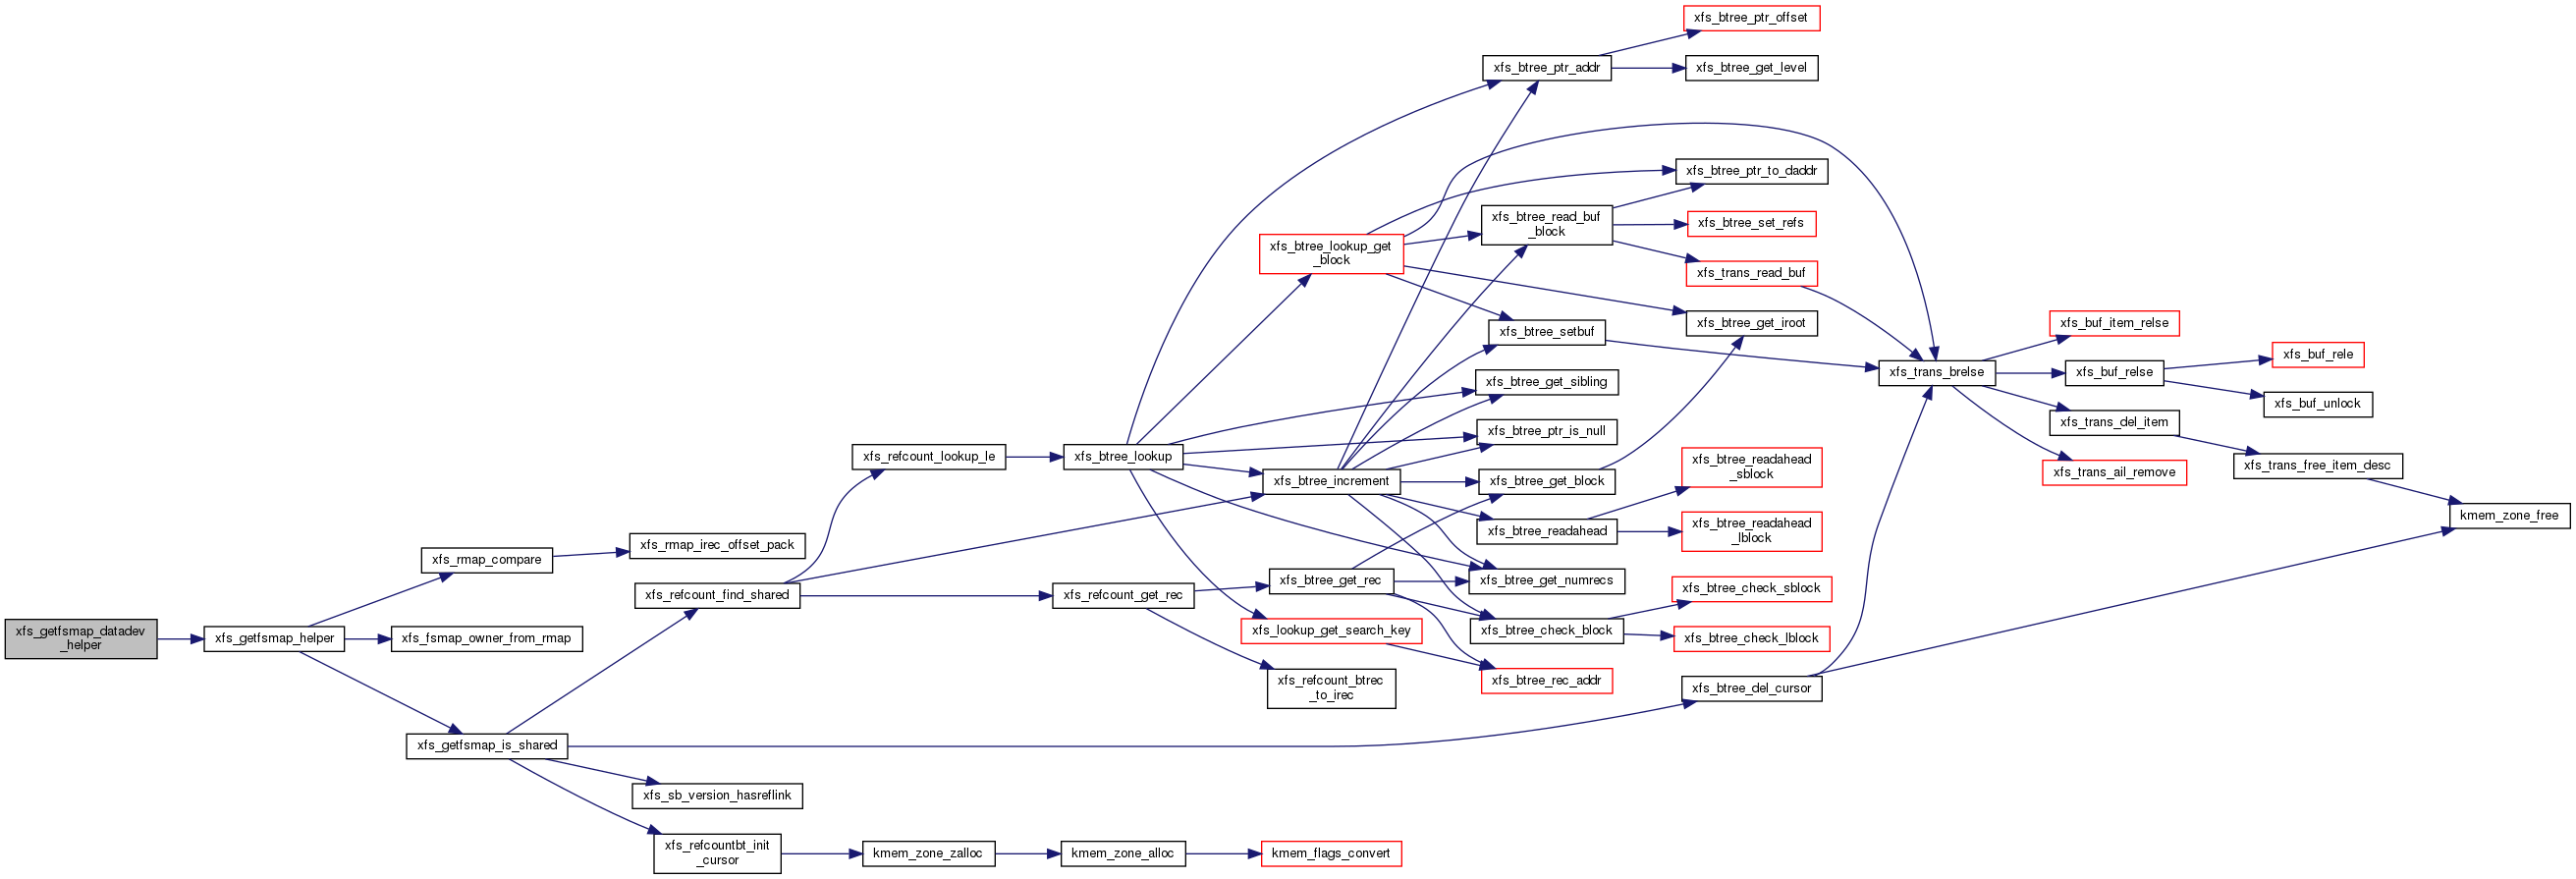 xfs_getfsmap_datadev
_helper
xfs_getfsmap_helper
xfs_rmap_compare
xfs_fsmap_owner_from_rmap
xfs_getfsmap_is_shared
xfs_rmap_irec_offset_pack
xfs_refcount_find_shared
xfs_sb_version_hasreflink
xfs_refcountbt_init
_cursor
xfs_refcount_lookup_le
kmem_zone_zalloc
xfs_btree_lookup
xfs_refcount_get_rec
kmem_zone_alloc
xfs_btree_lookup_get
_block
xfs_btree_increment
xfs_btree_get_rec
xfs_lookup_get_search_key
xfs_refcount_btrec
_to_irec
kmem_flags_convert
xfs_btree_ptr_addr
xfs_btree_read_buf
_block
xfs_btree_setbuf
xfs_btree_get_sibling
xfs_btree_ptr_is_null
xfs_btree_get_block
xfs_btree_readahead
xfs_btree_get_numrecs
xfs_btree_check_block
xfs_btree_rec_addr
xfs_btree_ptr_offset
xfs_btree_get_level
xfs_btree_ptr_to_daddr
xfs_btree_set_refs
xfs_trans_read_buf
xfs_btree_get_iroot
xfs_btree_readahead
_sblock
xfs_btree_readahead
_lblock
xfs_btree_check_sblock
xfs_btree_check_lblock
xfs_btree_del_cursor
xfs_trans_brelse
xfs_buf_item_relse
xfs_buf_relse
xfs_trans_del_item
xfs_trans_ail_remove
xfs_buf_rele
xfs_buf_unlock
xfs_trans_free_item_desc
kmem_zone_free